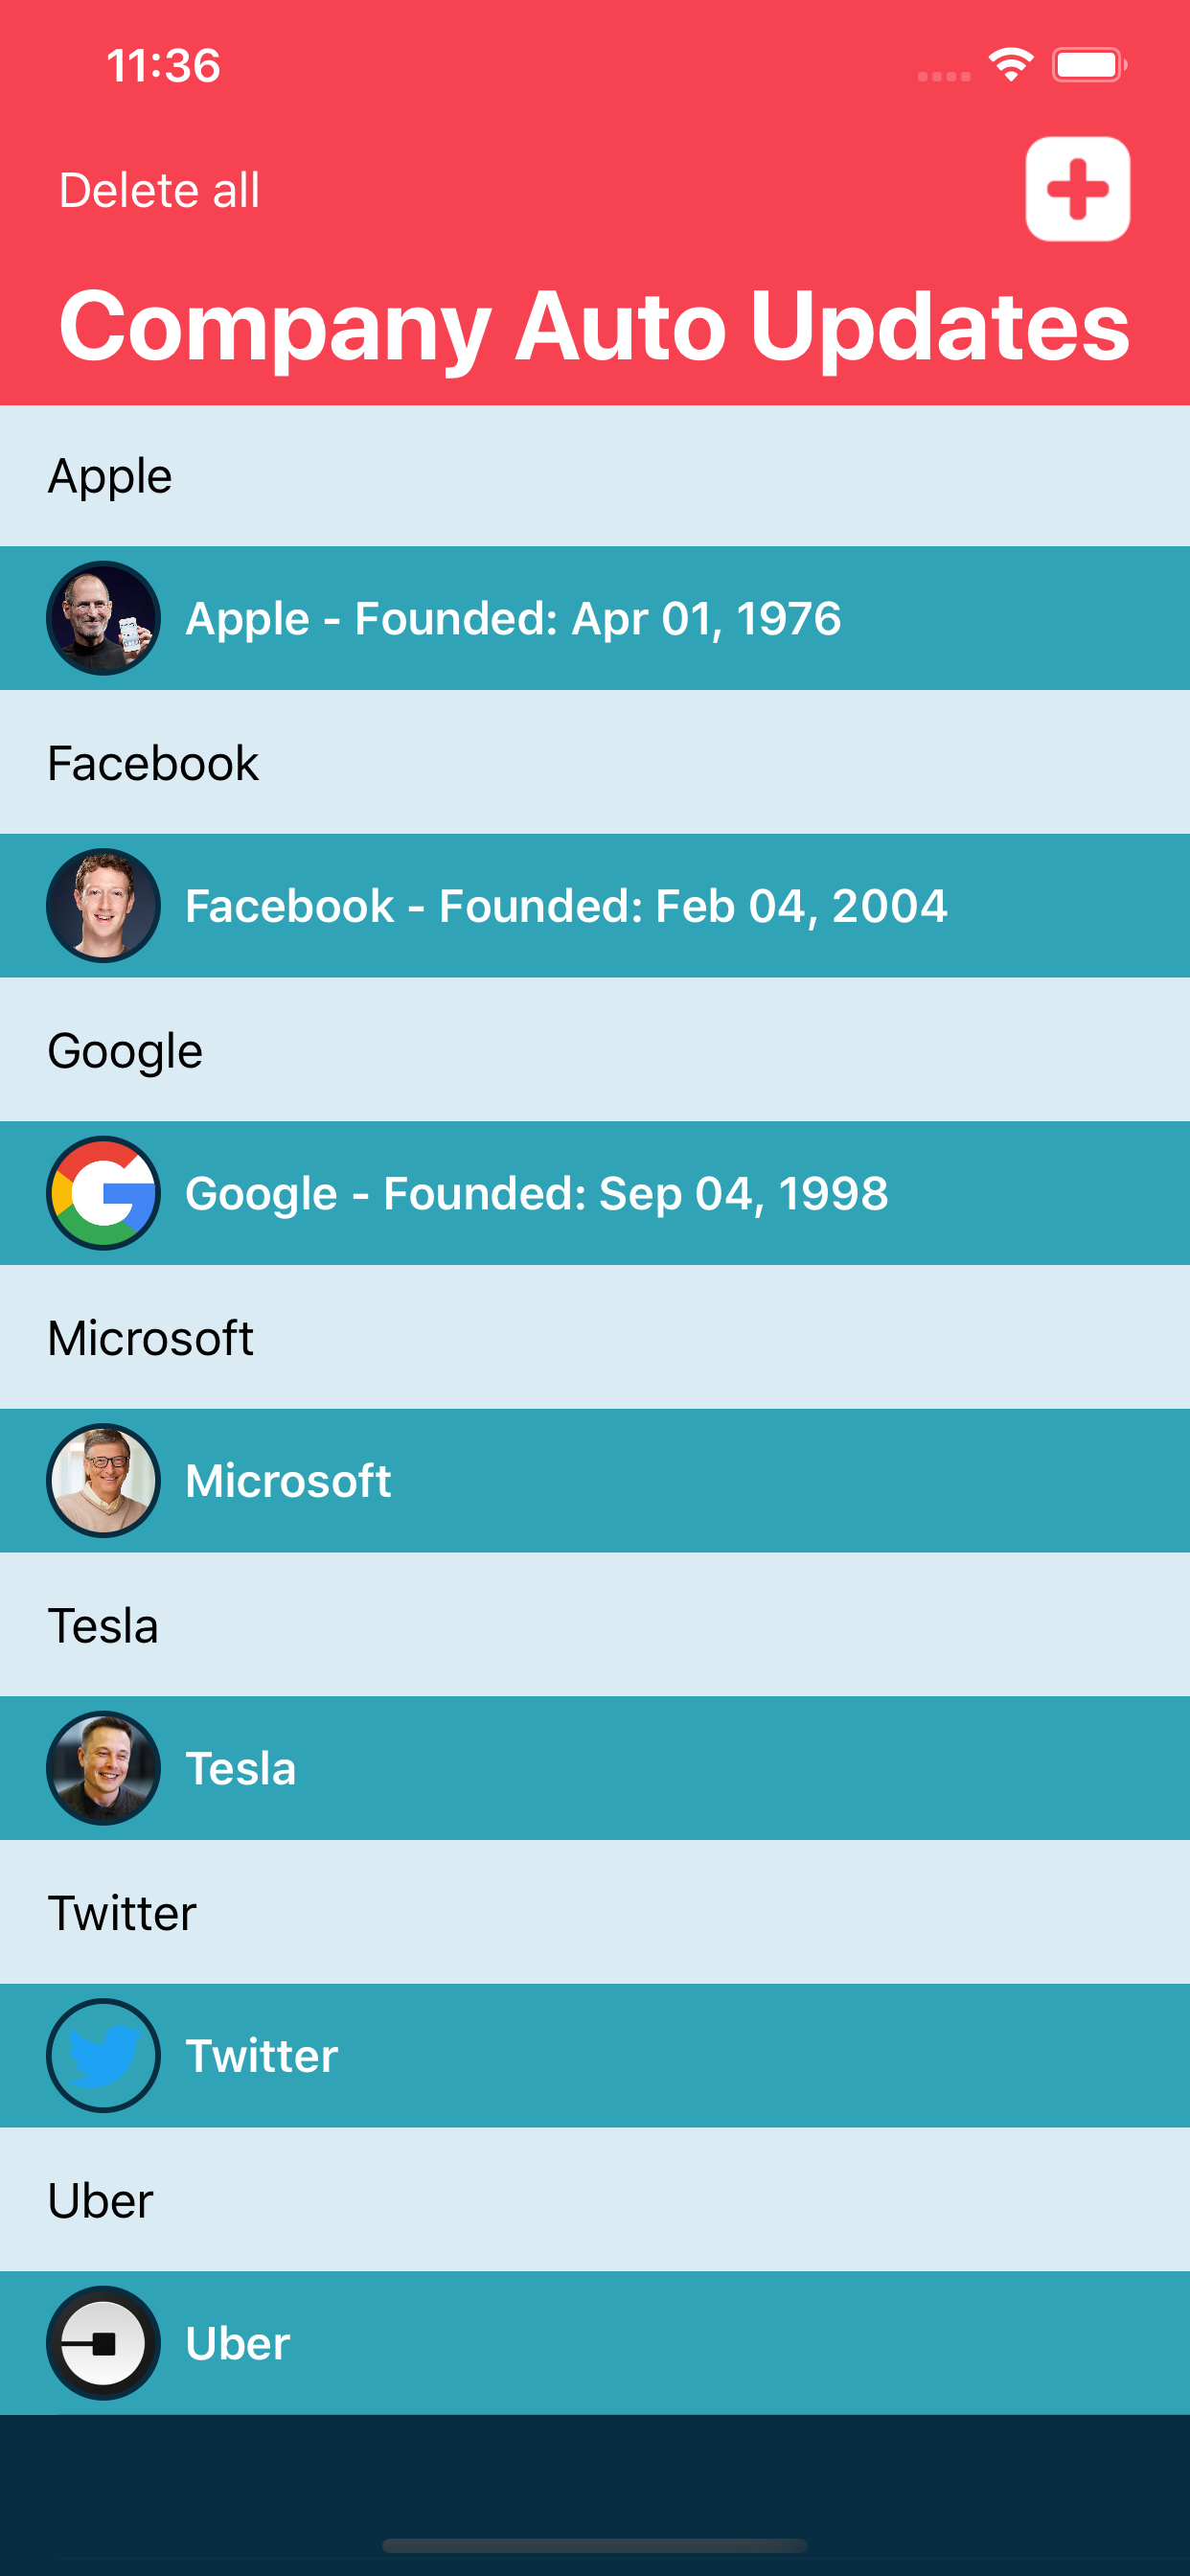 11:36
Delete all
Company Auto Updates
Apple
Apple - Founded: Apr 01, 1976
Facebook
Facebook - Founded: Feb 04, 2004
Google
Google - Founded: Sep 04, 1998
Microsoft
Microsoft
Tesla
Tesla
Twitter
Twitter
Uber
Uber